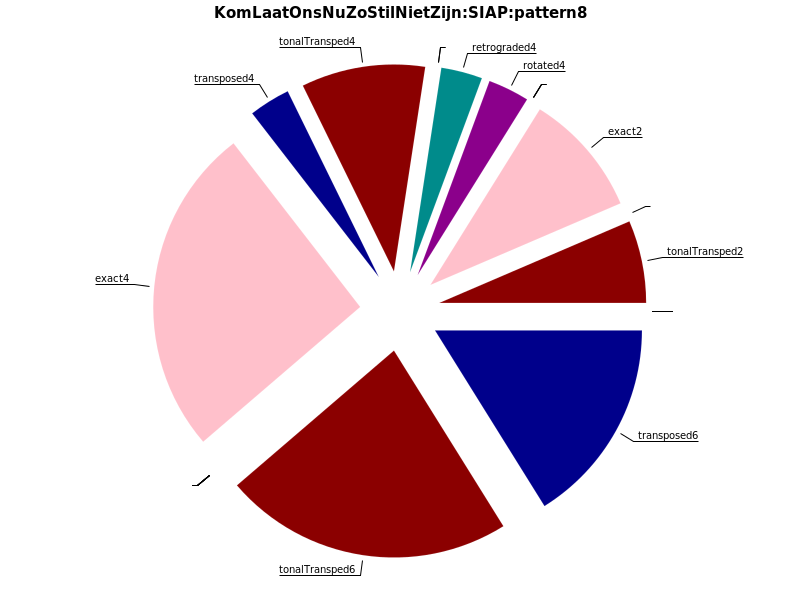 KomLaatOnsNuZoStilNietZijn:SIAP:pattern8
tonalTransped4
retrograded4
rotated4
transposed4
exact2
tonalTransped2
exact4
transposed6
tonalTransped6